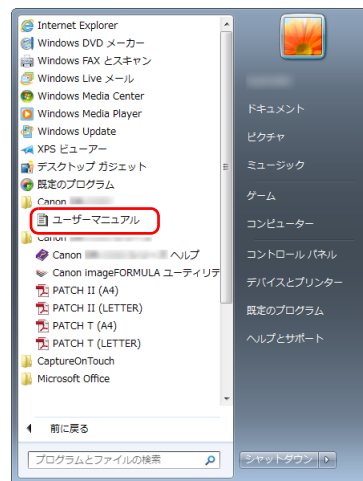 Internet Explorer
Windows DVD メーカー
Windows FAX とスキャン
Windows Live メール
Windows Media Center
Windows Media Player
Windows Update
XPS ビューアー
デスクトップ ガジェット
既定のプログラム
Canon
ユーザーマニュアル
Canon
Canon ヘルプ
Canon imageFORMULA ユーティリテ
PATCH II (A4)
PATCH II (LETTER)
PATCH T (A4)
PATCH T (LETTER)
CaptureOnTouch
Microsoft Office
前に戻る
プログラムとファイルの検索
ドキュメント
ピクチャ
ミュージック
ゲーム
コンピューター
コントロール パネル
デバイスとプリンター
既定のプログラム
ヘルプとサポート
シャットダウン